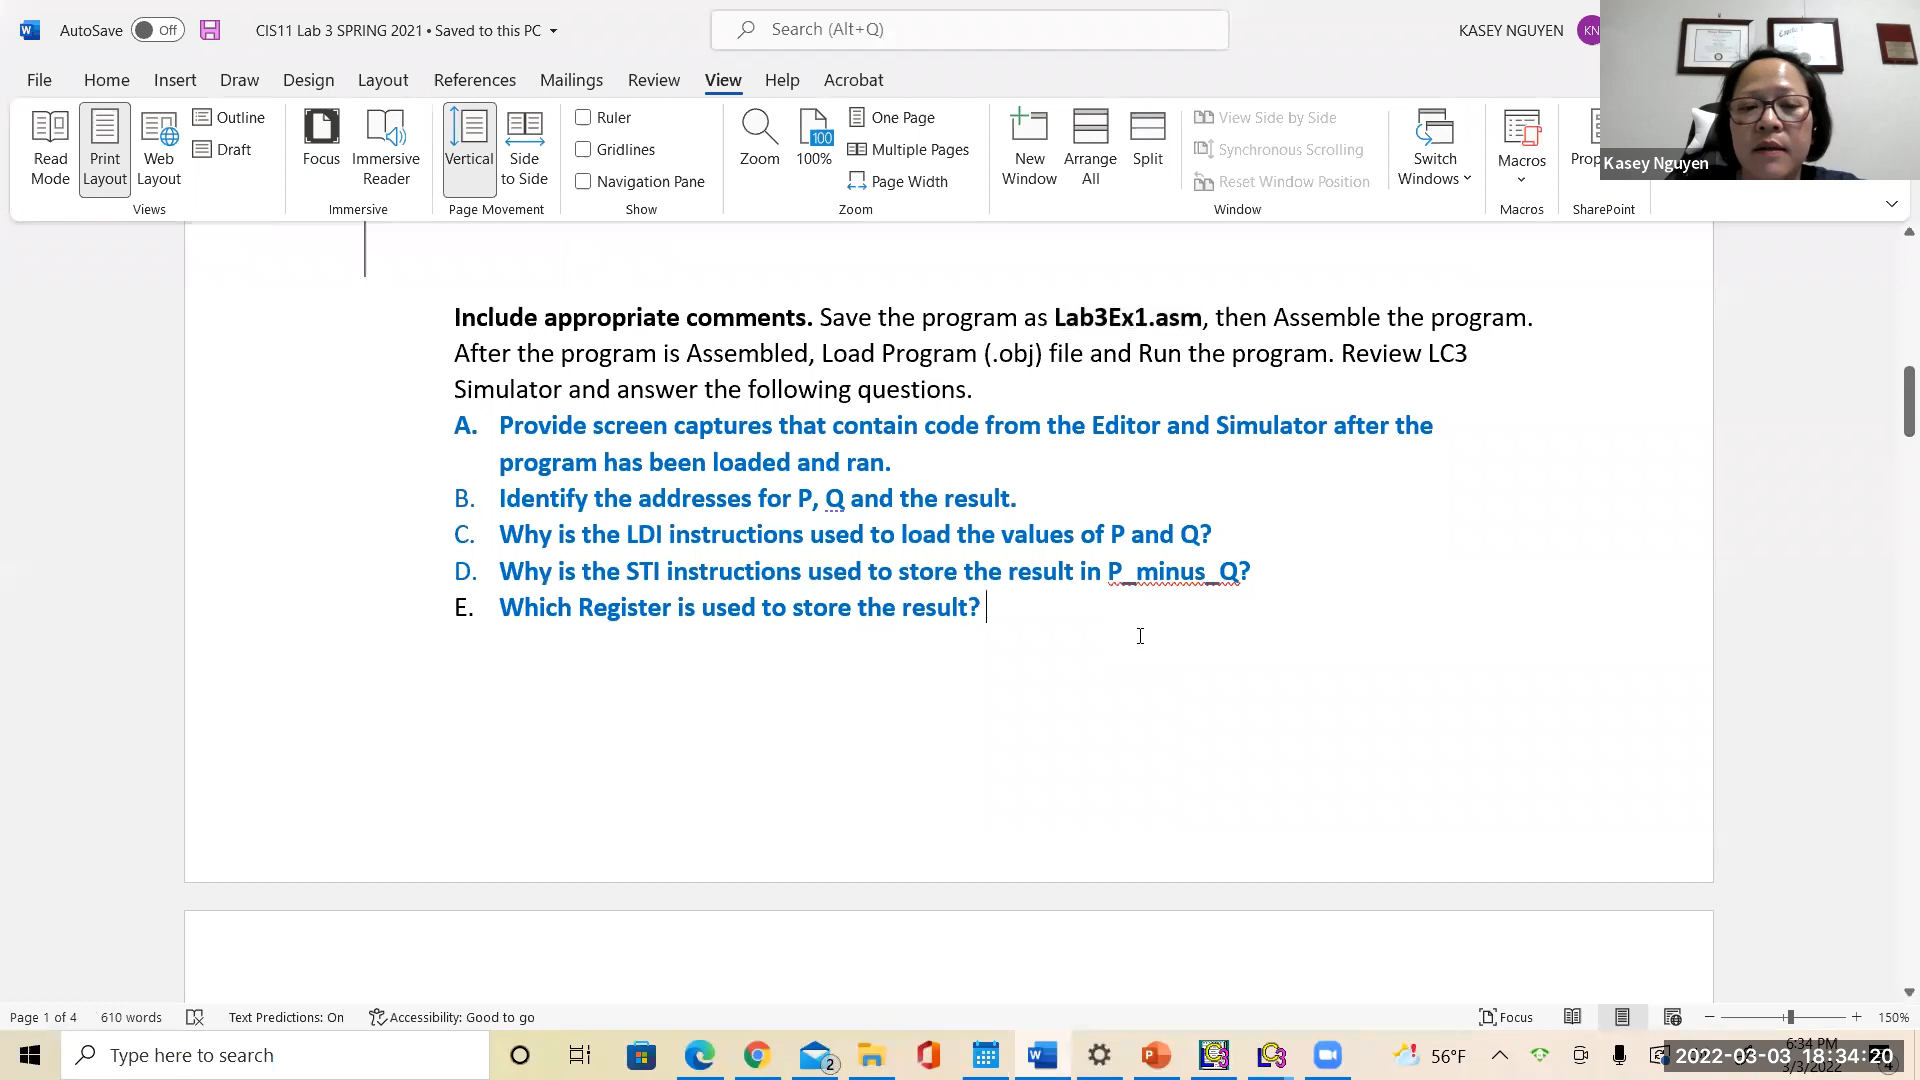 AutoSave Off CIS11 Lab 3 SPRING 2021 • Saved to this PC Search (Alt+Q) KASEY NGUYEN KN
File Home Insert Draw Design Layout References Mailings Review View Help Acrobat
Read Mode
Print Layout
Web Layout
Outline
Draft
Views
Focus
Immersive Reader
Immersive
Vertical
Side to Side
Page Movement
Ruler
Gridlines
Navigation Pane
Show
Zoom
100
100%
One Page
Multiple Pages
Page Width
Zoom
New Window
Arrange All
Split
View Side by Side
Synchronous Scrolling
Reset Window Position
Switch Windows
Window
Macros
Macros
SharePoint
Kasey Nguyen
Include appropriate comments. Save the program as Lab3Ex1.asm, then Assemble the program.
After the program is Assembled, Load Program (.obj) file and Run the program. Review LC3
Simulator and answer the following questions.
A. Provide screen captures that contain code from the Editor and Simulator after the
program has been loaded and ran.
B. Identify the addresses for P, Q and the result.
C. Why is the LDI instructions used to load the values of P and Q?
D. Why is the STI instructions used to store the result in P_minus_Q?
E. Which Register is used to store the result?
Page 1 of 4 610 words Text Predictions: On Accessibility: Good to go Focus 150%
Type here to search 2 56°F 6:34 PM
2022-03-03 18:34:20
3/3/2022